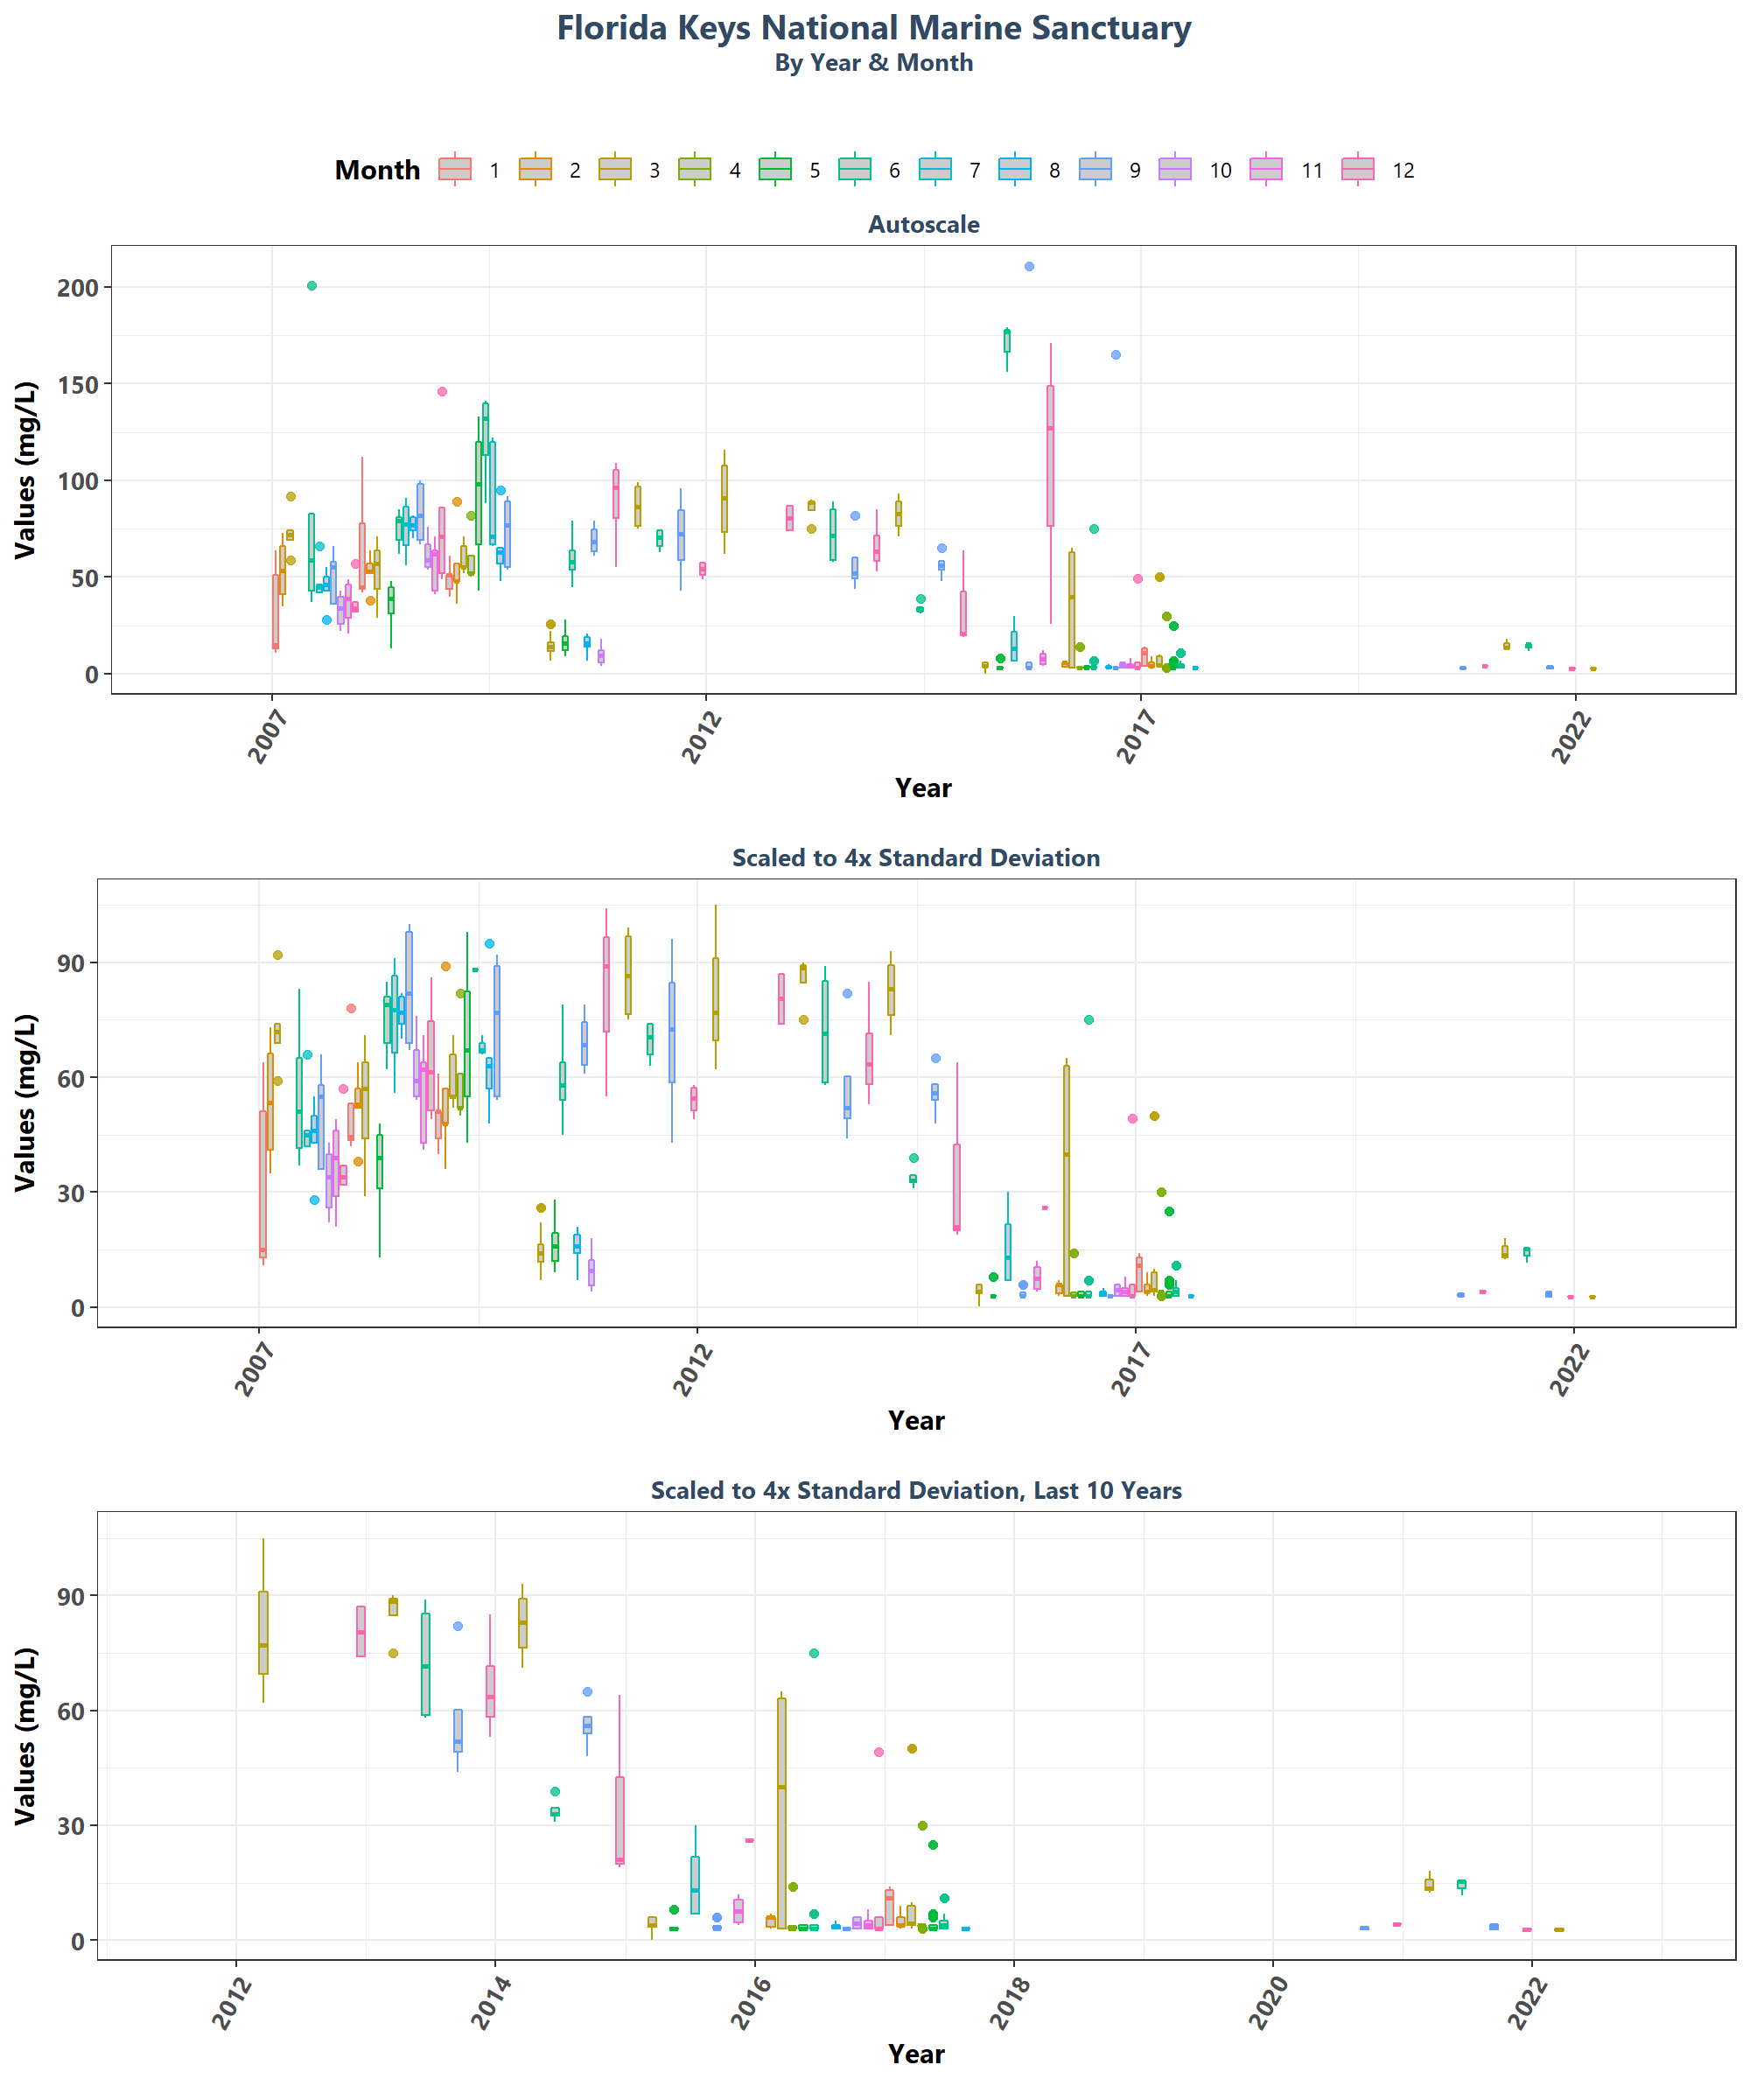 Florida Keys National Marine Sanctuary
By Year & Month
Month 1 2 3 4 5 6 7 8 9 10 11 12
Autoscale
Values (mg/L)
200
150
100
50
0
2007 2012 2017 2022
Year
Scaled to 4x Standard Deviation
Values (mg/L)
90
60
30
0
2007 2012 2017 2022
Year
Scaled to 4x Standard Deviation, Last 10 Years
Values (mg/L)
90
60
30
0
2012 2014 2016 2018 2020 2022
Year